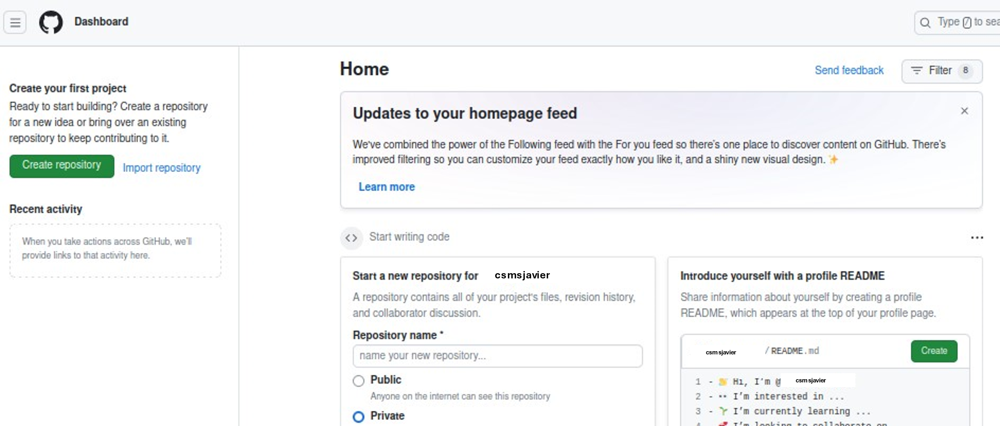 Dashboard
Type / to sea
Create your first project
Ready to start building? Create a repository
for a new idea or bring over an existing
repository to keep contributing to it.
Create repository
Import repository
Recent activity
When you take actions across GitHub, we'll
provide links to that activity here.
Home
Send feedback
Filter 8
Updates to your homepage feed
We've combined the power of the Following feed with the For you feed so there's one place to discover content on GitHub. There's
improved filtering so you can customize your feed exactly how you like it, and a shiny new visual design. ✨
Learn more
Start writing code
Start a new repository for csmsjavier
A repository contains all of your project's files, revision history,
and collaborator discussion.
Repository name *
name your new repository...
Public
Anyone on the internet can see this repository
Private
Introduce yourself with a profile README
Share information about yourself by creating a profile
README, which appears at the top of your profile page.
csmsjavier /README.md
Create
1 - 👋 Hi, I'm @ csmsjavier
2 - 👀 I'm interested in ...
3 - 🌱 I'm currently learning ...
4 💞️ I'm looking to collaborate on